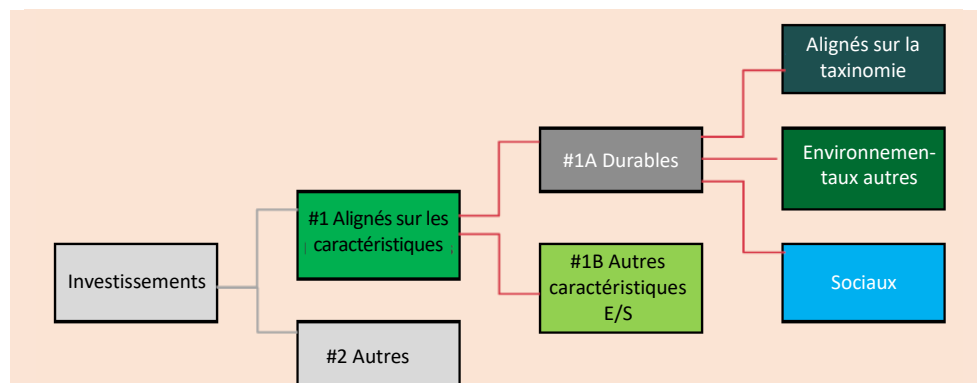 Alignés sur la
taxinomie
#1A Durables
Environnemen-
taux autres
#1 Alignés sur les
caractéristiques
Investissements
#1B Autres
caractéristiques
E/S
Sociaux
#2 Autres